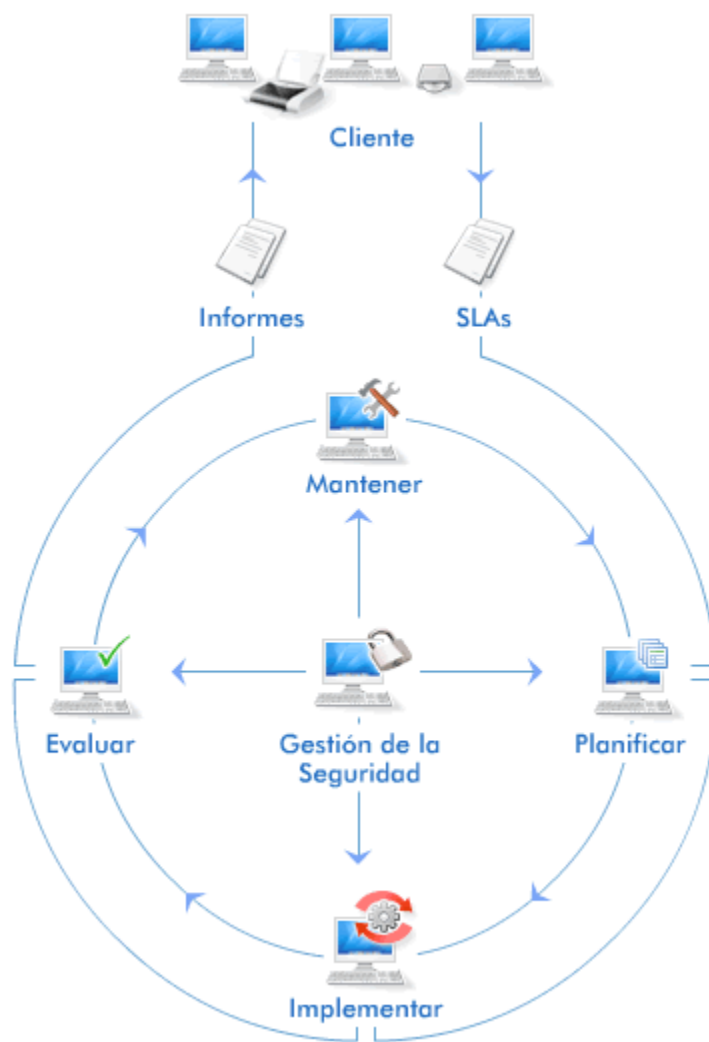 Cliente
Informes
SLAs
Mantener
Evaluar
Gestión de la
Seguridad
Planificar
Implementar